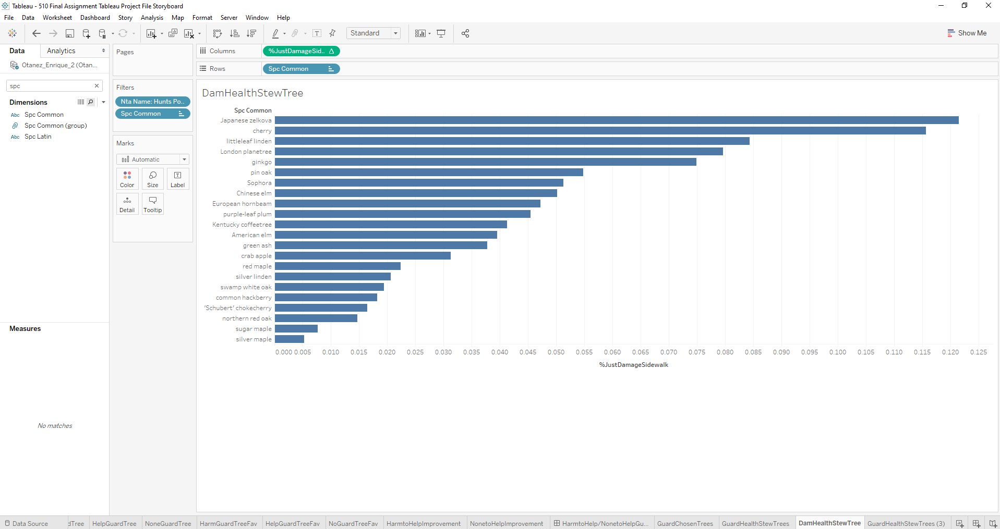 Tableau - 510 Final Assignment Tableau Project File Storyboard
File Data Worksheet Dashboard Story Analysis Map Format Server Window Help
Standard
Show Me
Data Analytics
Otanez_Enrique_2 (Otan...
spc
Dimensions
Abc Spc Common
Spc Common (group)
Abc Spc Latin
Measures
No matches
Pages
Filters
Nta Name: Hunts Po..
Spc Common
Marks
Automatic
Color Size Label
Detail Tooltip
Columns %JustDamageSid..
Rows Spc Common
DamHealthStewTree
Spc Common
Japanese zelkova
cherry
littleleaf linden
London planetree
ginkgo
pin oak
Sophora
Chinese elm
European hornbeam
purple-leaf plum
Kentucky coffeetree
American elm
green ash
crab apple
red maple
silver linden
swamp white oak
common hackberry
'Schubert' chokecherry
northern red oak
sugar maple
silver maple
0.000 0.005 0.010 0.015 0.020 0.025 0.030 0.035 0.040 0.045 0.050 0.055 0.060 0.065 0.070 0.075 0.080 0.085 0.090 0.095 0.100 0.105 0.110 0.115 0.120 0.125
%JustDamageSidewalk
Data Source dTree HelpGuardTree NoneGuardTree HarmGuardTreeFav HelpGuardTreeFav NoGuardTreeFav HarmtoHelpImprovement NonetoHelpImprovement HarmtoHelp/NonetoHelpGu... GuardChosenTrees GuardHealthStewTrees DamHealthStewTree GuardHealthStewTrees (3)